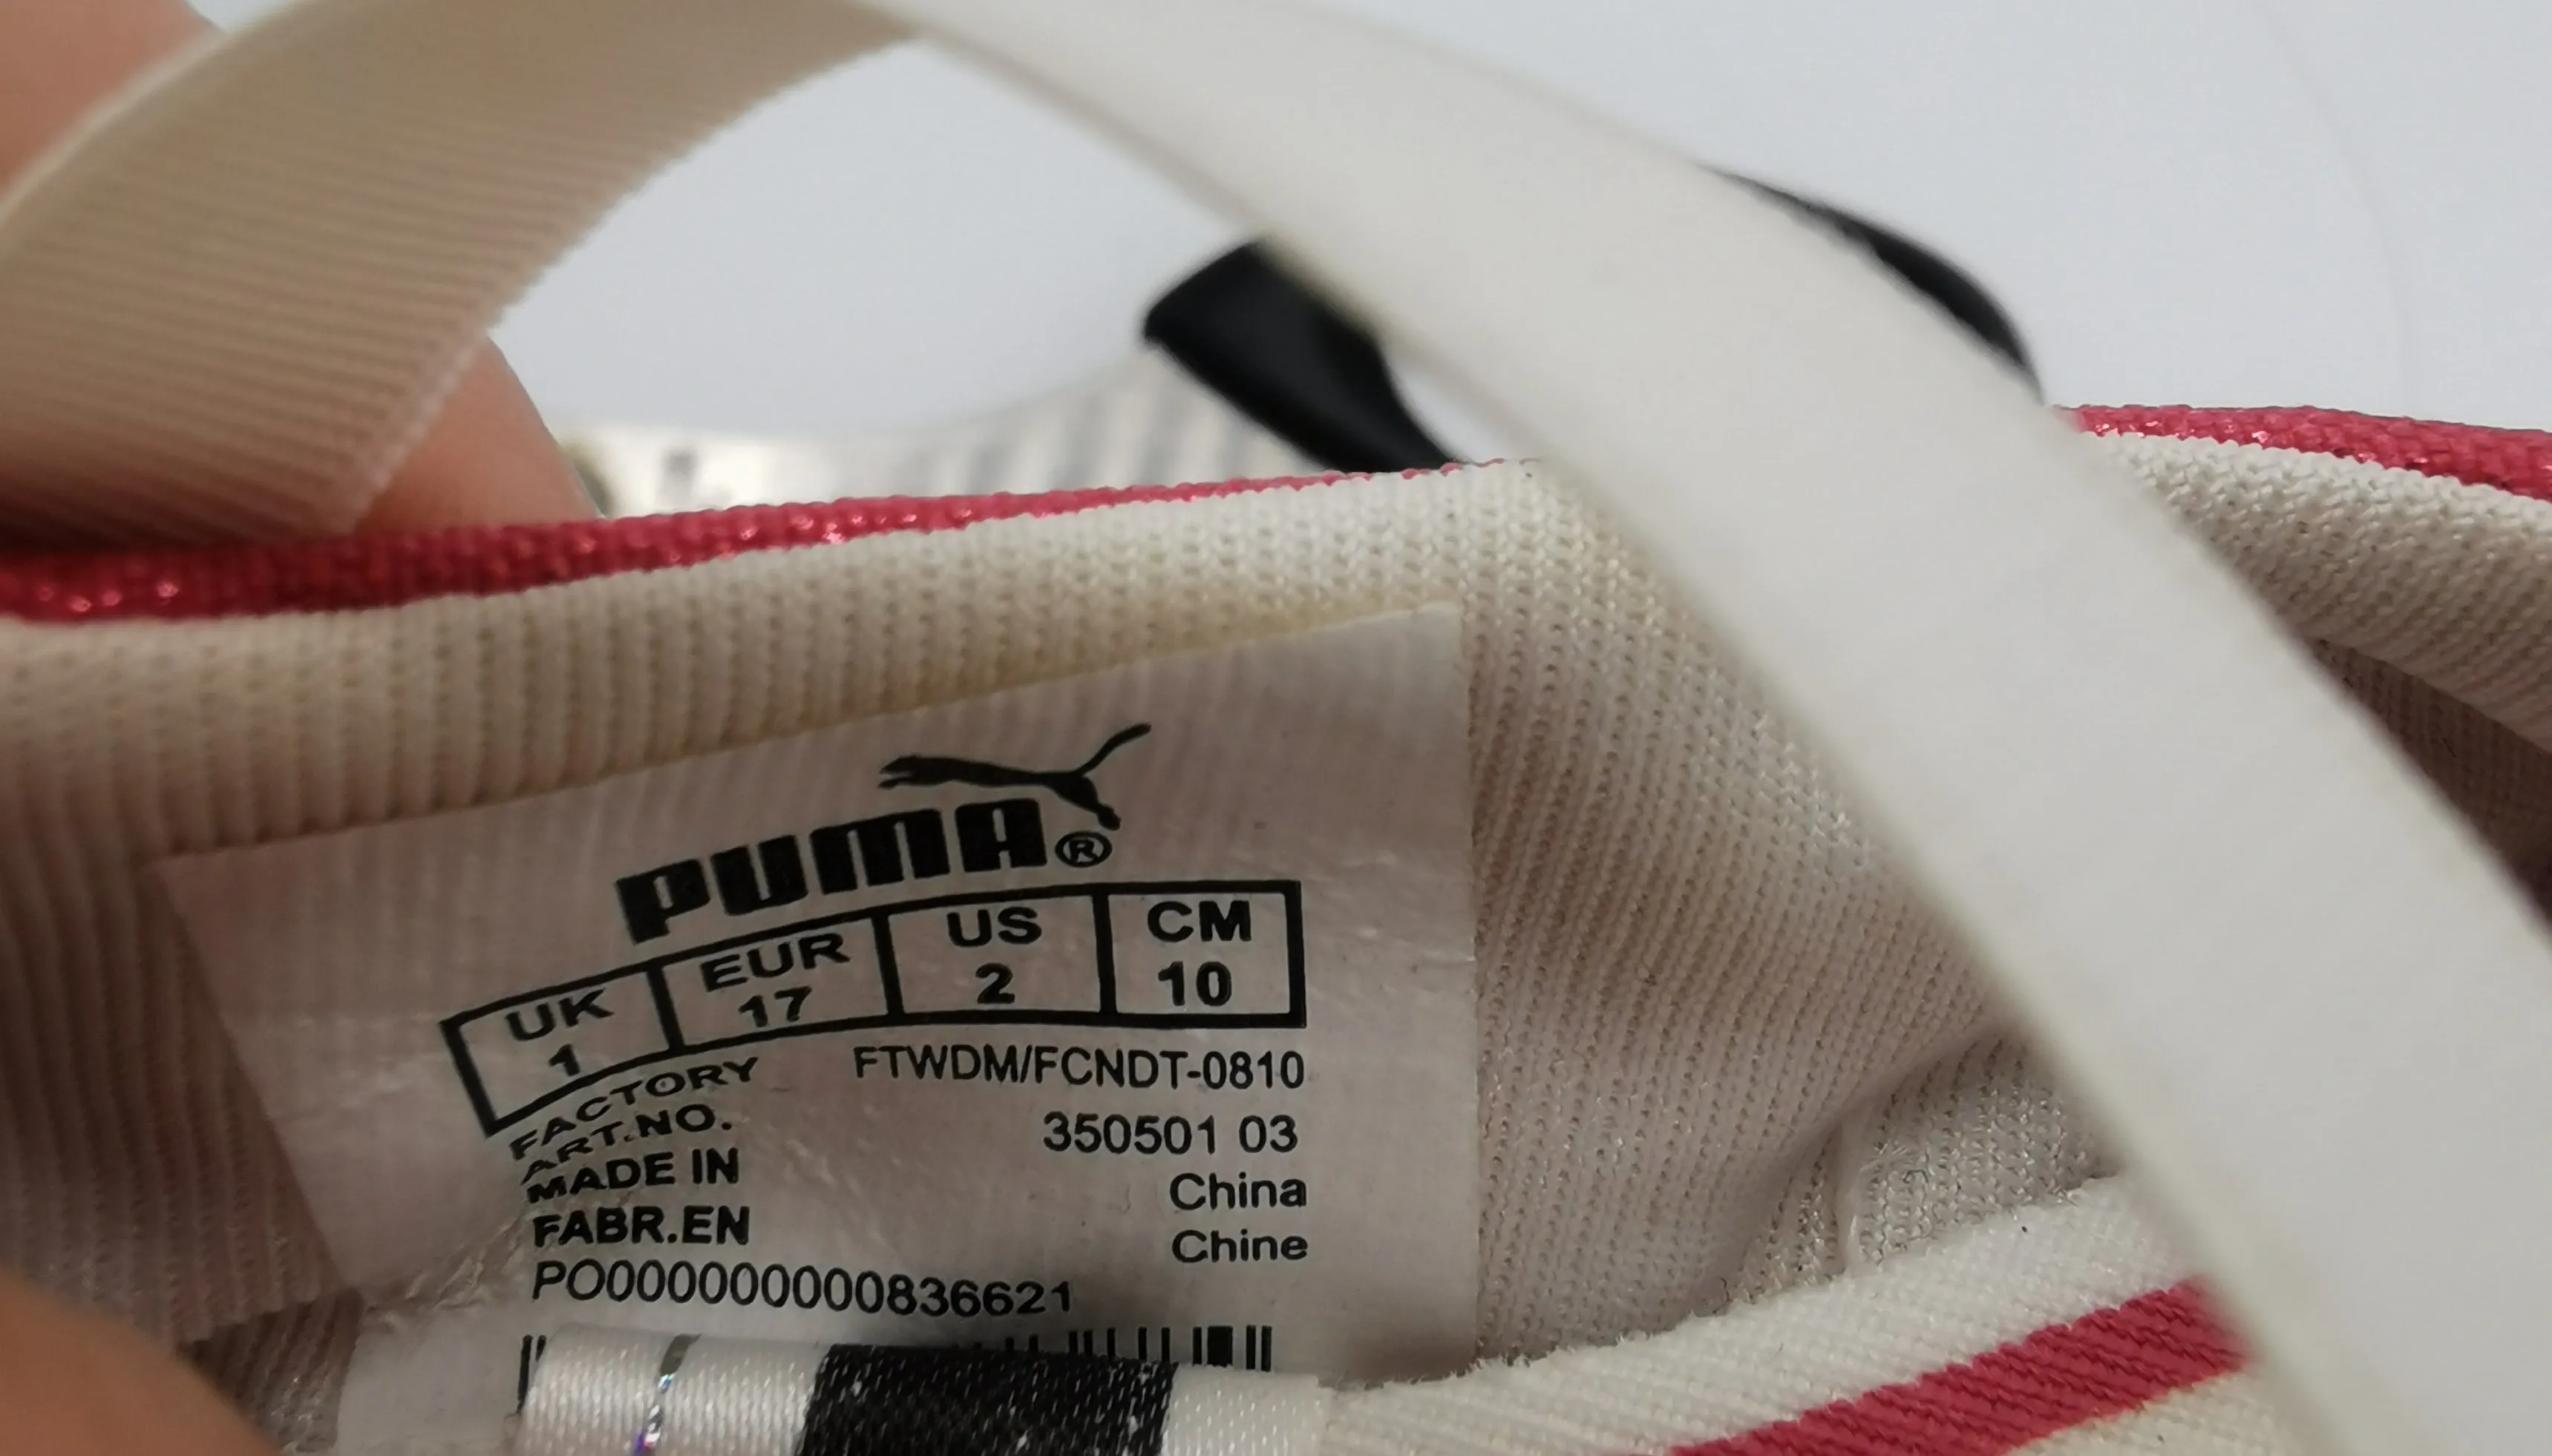 PUMA®
UK EUR US CM
1 17 2 10
FACTORY FTWDM/FCNDT-0810
ART.NO. 350501 03
MADE IN China
FABR.EN Chine
PO0000000000836621